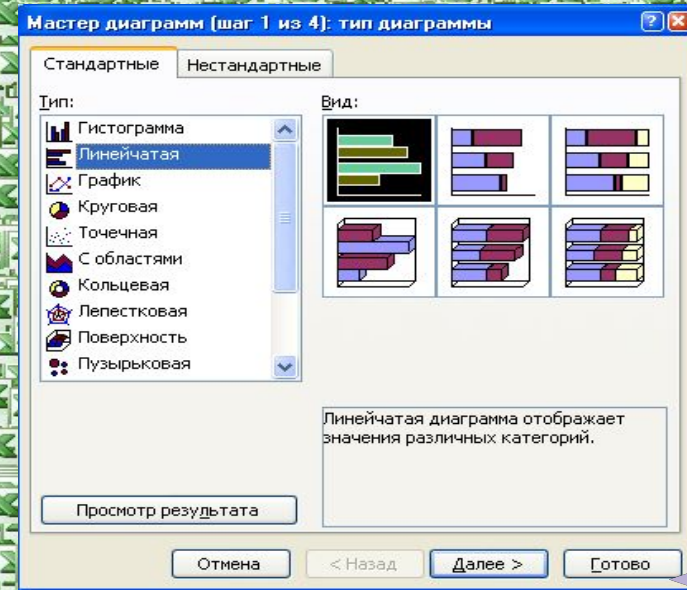 Мастер диаграмм (шаг 1 из 4): тип диаграммы
Стандартные
Нестандартные
Тип:
Гистограмма
Линейчатая
График
Круговая
Точечная
С областями
Кольцевая
Лепестковая
Поверхность
Пузырьковая
Вид:
Линейчатая диаграмма отображает
значения различных категорий.
Просмотр результата
Отмена
< Назад
Далее >
Готово